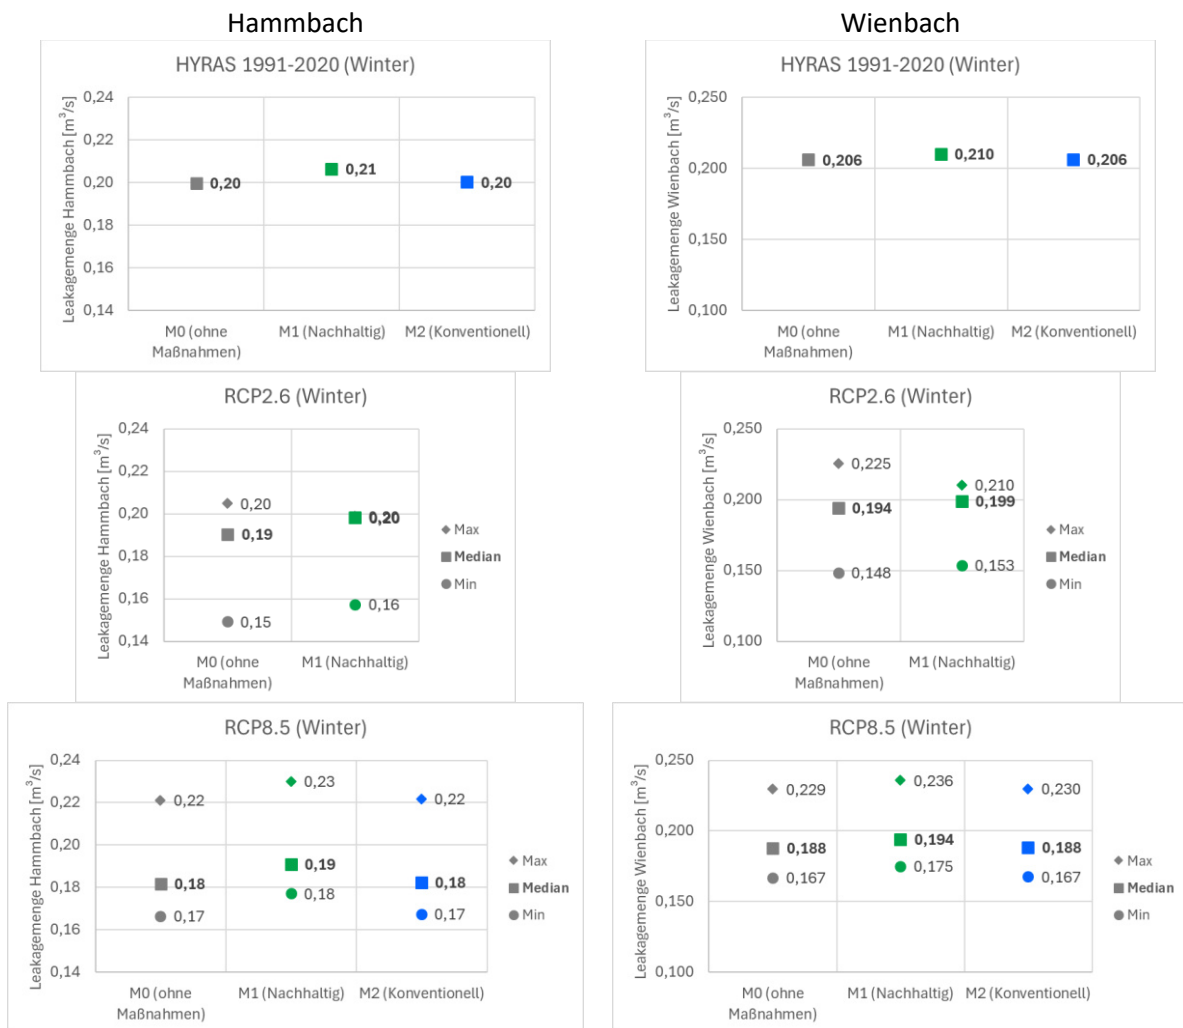 Hammbach
HYRAS 1991-2020 (Winter)
Leakagemenge Hammbach [m³/s]
0,24
0,22
0,20
0,18
0,16
0,14
0,20
0,21
0,20
M0 (ohne
Maßnahmen)
M1 (Nachhaltig)
M2 (Konventionell)
Wienbach
HYRAS 1991-2020 (Winter)
Leakagemenge Wienbach [m³/s]
0,250
0,200
0,150
0,100
0,206
0,210
0,206
M0 (ohne
Maßnahmen)
M1 (Nachhaltig)
M2 (Konventionell)
RCP2.6 (Winter)
Leakagemenge Hammbach [m³/s]
0,24
0,22
0,20
0,18
0,16
0,14
0,20
0,19
0,15
0,20
0,16
M0 (ohne
Maßnahmen)
M1 (Nachhaltig)
Max
Median
Min
RCP2.6 (Winter)
Leakagemenge Wienbach [m³/s]
0,250
0,200
0,150
0,100
0,225
0,194
0,148
0,210
0,199
0,153
M0 (ohne
Maßnahmen)
M1 (Nachhaltig)
Max
Median
Min
RCP8.5 (Winter)
Leakagemenge Hammbach [m³/s]
0,24
0,22
0,20
0,18
0,16
0,14
0,22
0,18
0,17
0,23
0,19
0,18
0,22
0,18
0,17
M0 (ohne
Maßnahmen)
M1 (Nachhaltig)
M2 (Konventionell)
Max
Median
Min
RCP8.5 (Winter)
Leakagemenge Wienbach [m³/s]
0,250
0,200
0,150
0,100
0,229
0,188
0,167
0,236
0,194
0,175
0,230
0,188
0,167
M0 (ohne
Maßnahmen)
M1 (Nachhaltig)
M2 (Konventionell)
Max
Median
Min